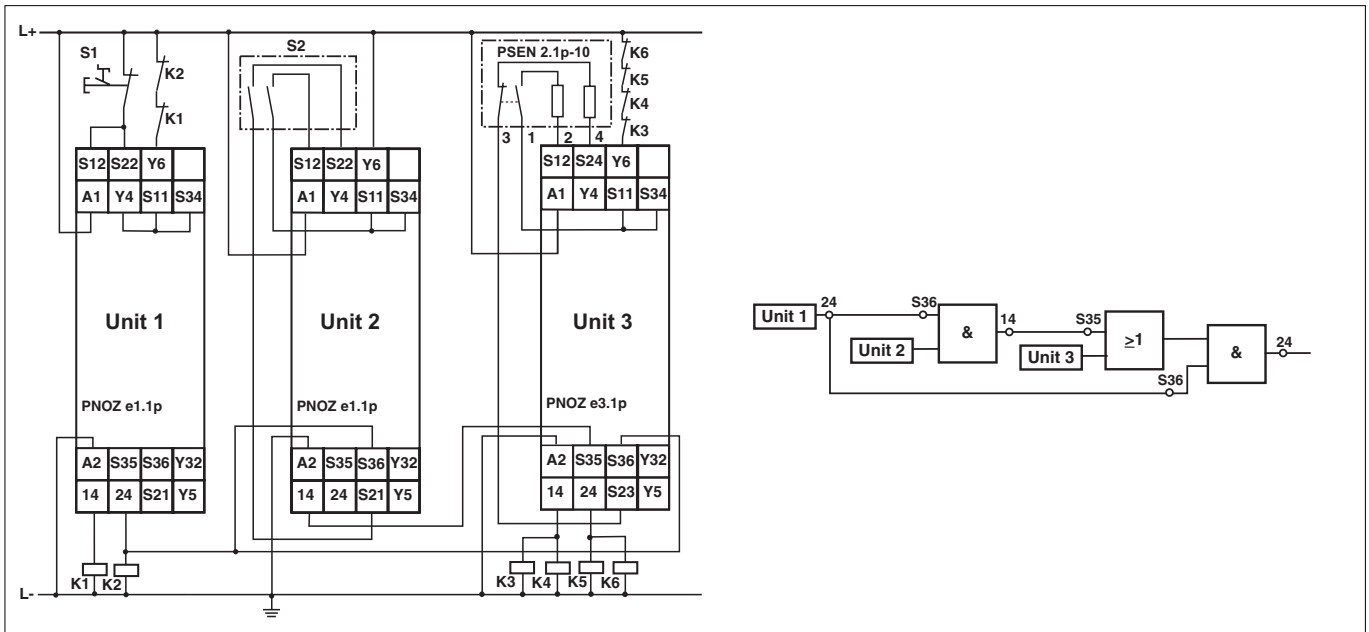 L+
S1
K2
K1
S12 S22 Y6
A1 Y4 S11 S34
Unit 1
PNOZ e1.1p
A2 S35 S36 Y32
14 24 S21 Y5
K1 K2
L-
S2
S12 S22 Y6
A1 Y4 S11 S34
Unit 2
PNOZ e1.1p
A2 S35 S36 Y32
14 24 S21 Y5
PSEN 2.1p-10
K6
K5
K4
K3
3 1 2 4
S12 S24 Y6
A1 Y4 S11 S34
Unit 3
PNOZ e3.1p
A2 S35 S36 Y32
14 24 S23 Y5
K3 K4 K5 K6
Unit 1 24 S36
Unit 2 & 14 S35
Unit 3 ≥1
S36 & 24